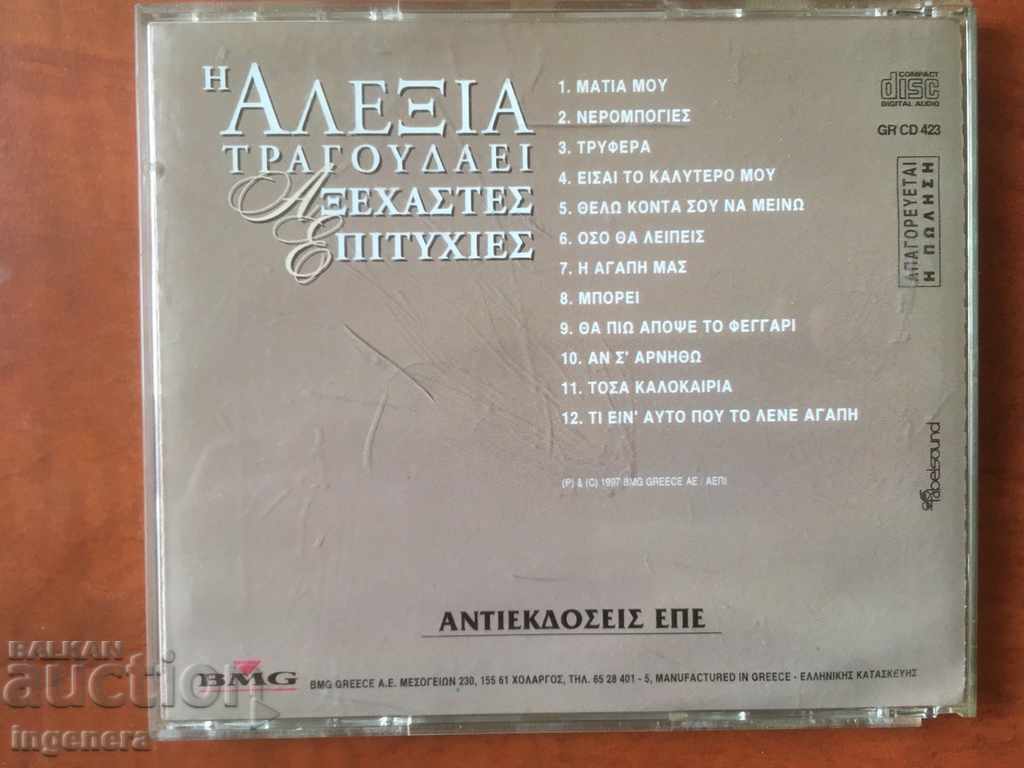 Η ΑΛΕΞΙΑ
ΤΡΑΓΟΥΔΑΕΙ
ΑΞΕΧΑΣΤΕΣ
ΕΠΙΤΥΧΙΕΣ
1. ΜΑΤΙΑ ΜΟΥ
2. ΝΕΡΟΜΠΟΓΙΕΣ
3. ΤΡΥΦΕΡΑ
4. ΕΙΣΑΙ ΤΟ ΚΑΛΥΤΕΡΟ ΜΟΥ
5. ΘΕΛΩ ΚΟΝΤΑ ΣΟΥ ΝΑ ΜΕΙΝΩ
6. ΟΣΟ ΘΑ ΛΕΙΠΕΙΣ
7. Η ΑΓΑΠΗ ΜΑΣ
8. ΜΠΟΡΕΙ
9. ΘΑ ΠΙΩ ΑΠΟΨΕ ΤΟ ΦΕΓΓΑΡΙ
10. ΑΝ Σ' ΑΡΝΗΘΩ
11. ΤΟΣΑ ΚΑΛΟΚΑΙΡΙΑ
12. ΤΙ ΕΙΝ' ΑΥΤΟ ΠΟΥ ΤΟ ΛΕΝΕ ΑΓΑΠΗ
COMPACT
disc
DIGITAL AUDIO
GR CD 423
ΑΠΑΓΟΡΕΥΕΤΑΙ
Η ΠΩΛΗΣΗ
labelsound
(P) & (C) 1997 BMG GREECE AE / ΑΕΠΙ
ΑΝΤΙΕΚΔΟΣΕΙΣ ΕΠΕ
BMG
BMG GREECE A.E. ΜΕΣΟΓΕΙΩΝ 230, 155 61 ΧΟΛΑΡΓΟΣ, ΤΗΛ. 65 28 401 - 5, MANUFACTURED IN GREECE - ΕΛΛΗΝΙΚΗΣ ΚΑΤΑΣΚΕΥΗΣ
BALKAN
auction
ingenera